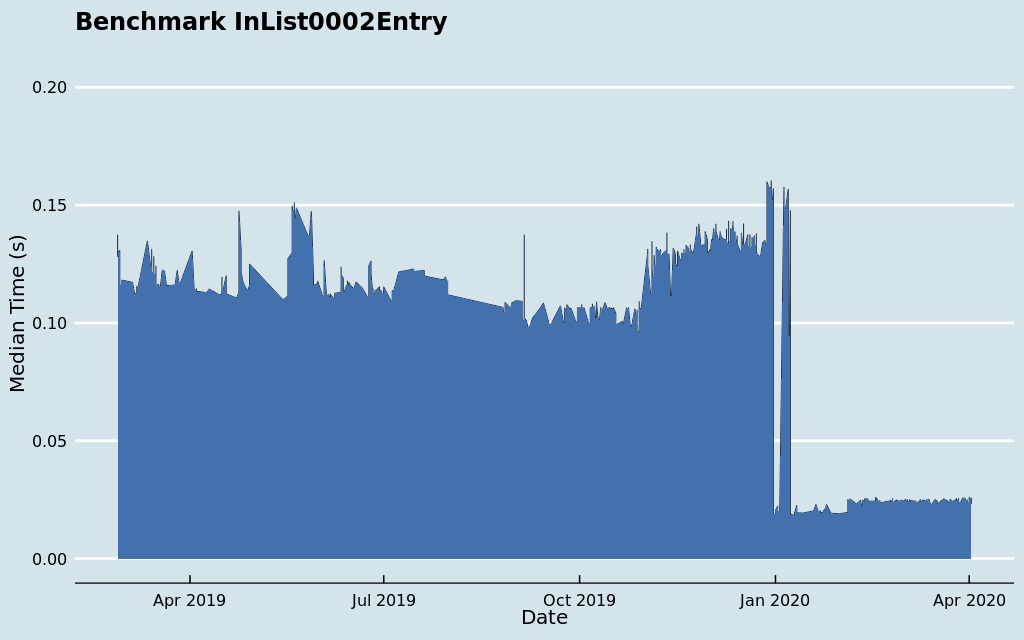 Benchmark InList0002Entry
0.20
0.15
0.10
0.05
0.00
Median Time (s)
Apr 2019 Jul 2019 Oct 2019 Jan 2020 Apr 2020
Date